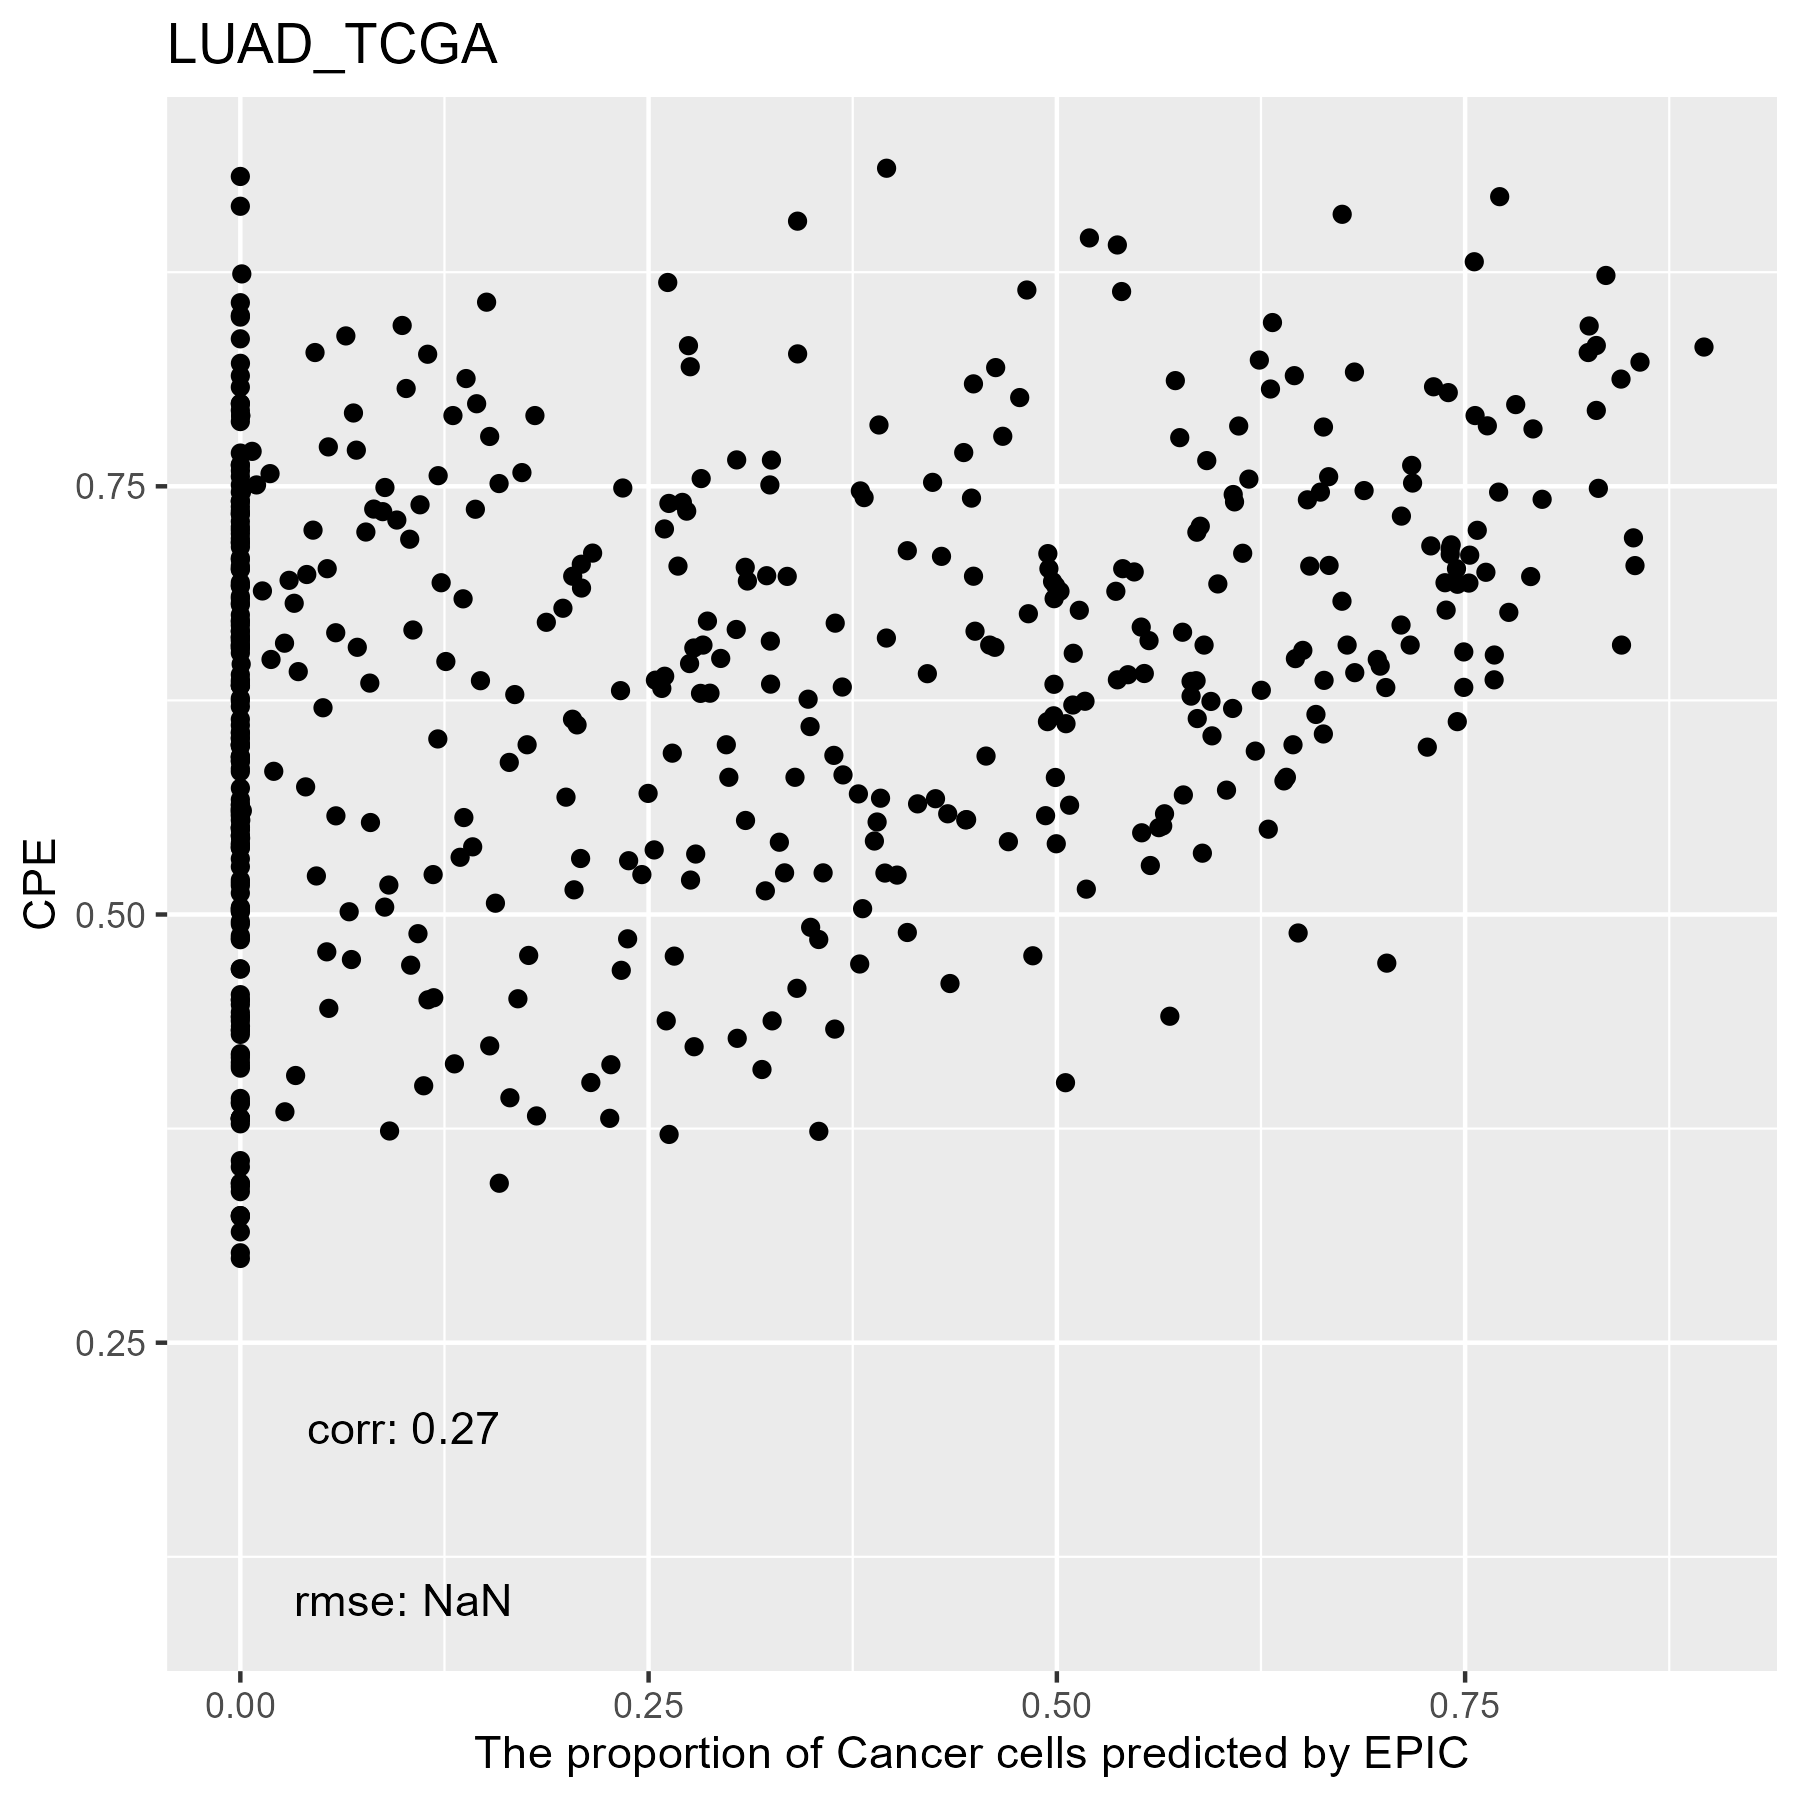 LUAD_TCGA
CPE
0.75
0.50
0.25
corr: 0.27
rmse: NaN
0.00
0.25
0.50
0.75
The proportion of Cancer cells predicted by EPIC